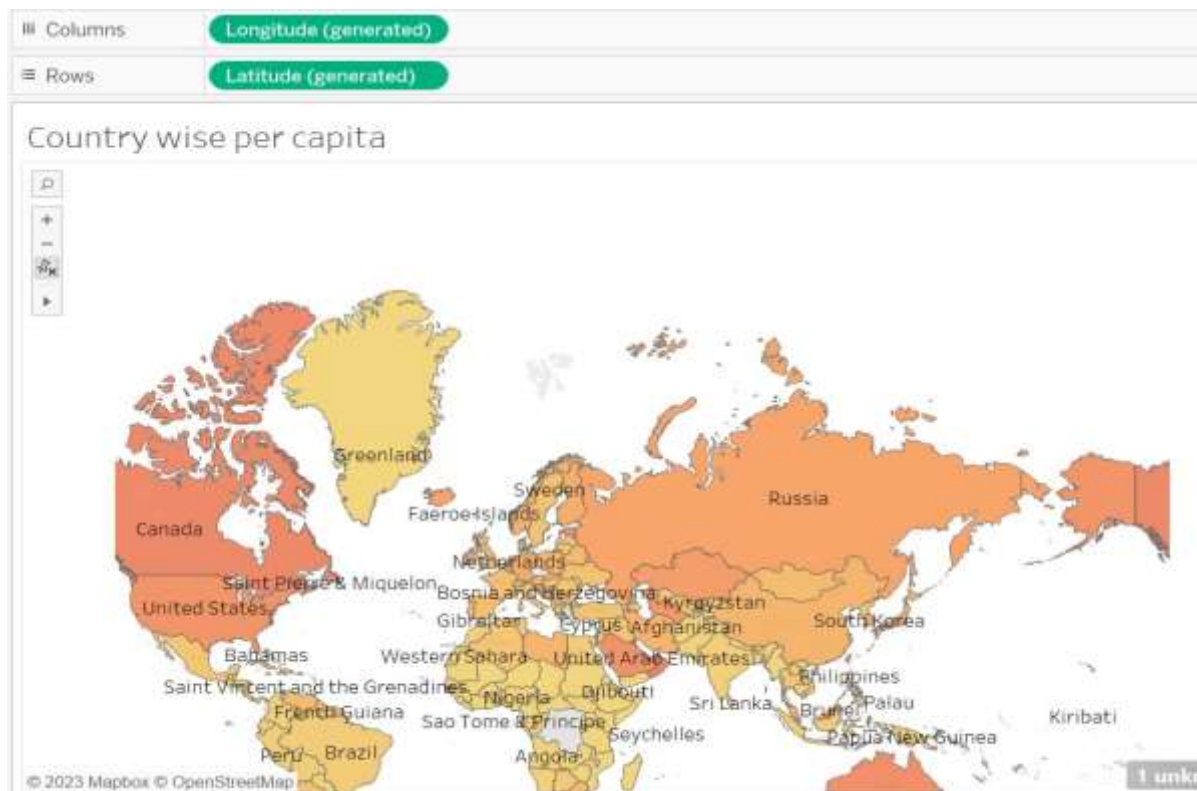 Columns Longitude (generated)
Rows Latitude (generated)
Country wise per capita
Greenland
Sweden
Russia
Faeroe Islands
Canada
Netherlands
Saint Pierre & Miquelon
Bosnia and Herzegovina
Kyrgyzstan
United States
Gibraltar
Cyprus
Afghanistan
South Korea
Bahamas
Western Sahara
United Arab Emirates
Philippines
Saint Vincent and the Grenadines
Nigeria
Djibouti
Sri Lanka
Brunei
Palau
French Guiana
Sao Tome & Principe
Seychelles
Kiribati
Papua New Guinea
Peru
Brazil
Angola
© 2023 Mapbox © OpenStreetMap
1